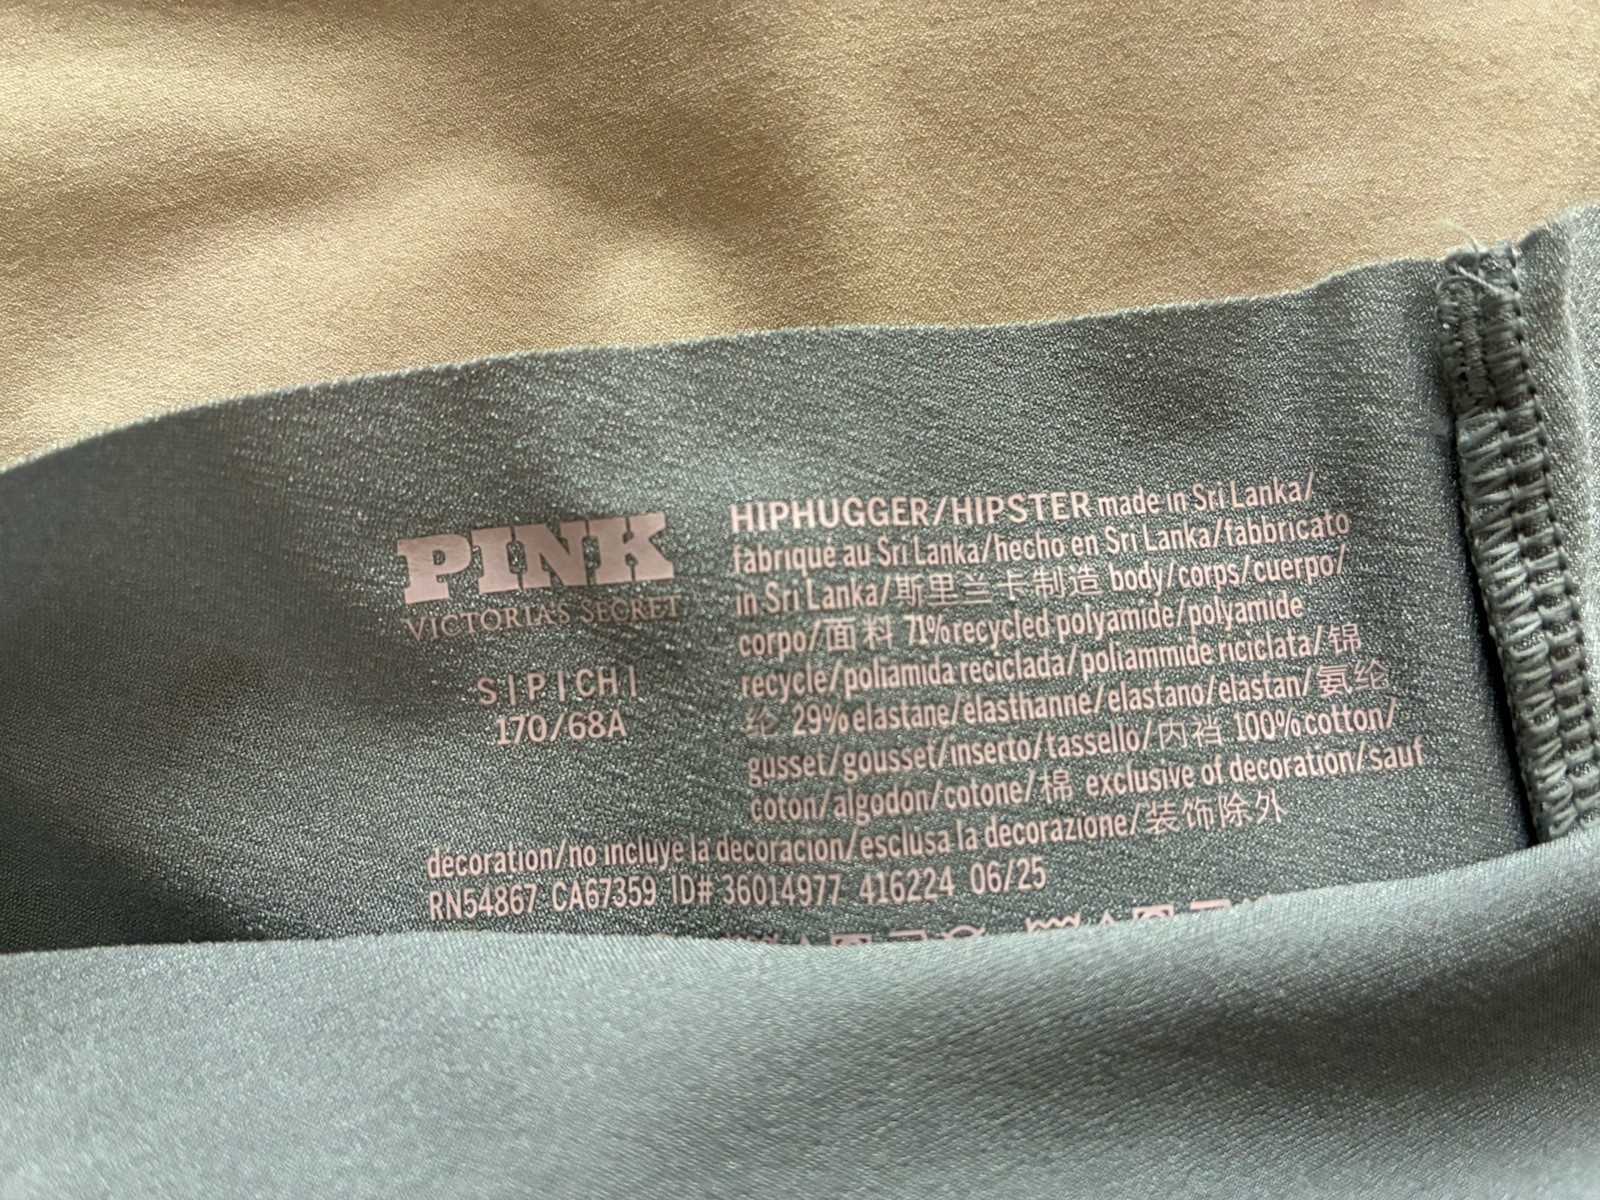 PINK
VICTORIA'S SECRET
S | P | CH |
170/68A
HIPHUGGER/HIPSTER made in Sri Lanka/
fabriqué au Sri Lanka/hecho en Sri Lanka/fabbricato
in Sri Lanka/斯里兰卡制造 body/corps/cuerpo/
corpo/面料 71%recycled polyamide/polyamide
recycle/poliamida reciclada/poliammide riciclata/锦
纶 29%elastane/elasthanne/elastano/elastan/氨纶
gusset/gousset/inserto/tassello/内裆 100%cotton/
coton/algodón/cotone/棉 exclusive of decoration/sauf
décoration/no incluye la decoración/esclusa la decorazione/装饰除外
RN54867 CA67359 ID# 36014977 416224 06/25